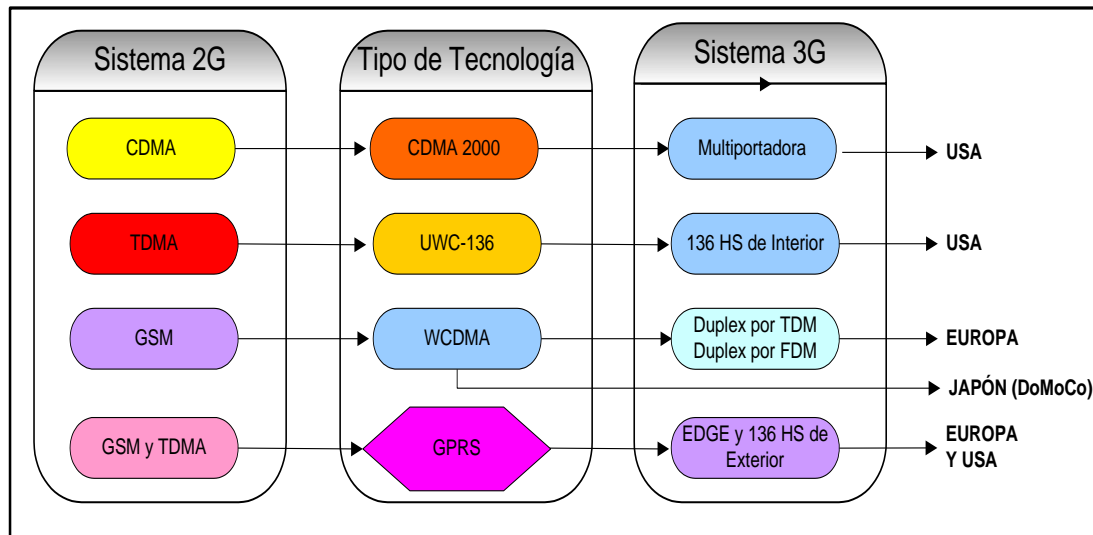 Sistema 2G
Tipo de Tecnología
Sistema 3G
CDMA
CDMA 2000
Multiportadora
USA
TDMA
UWC-136
136 HS de Interior
USA
GSM
WCDMA
Duplex por TDM
Duplex por FDM
EUROPA
JAPÓN (DoMoCo)
GSM y TDMA
GPRS
EDGE y 136 HS de
Exterior
EUROPA
Y USA